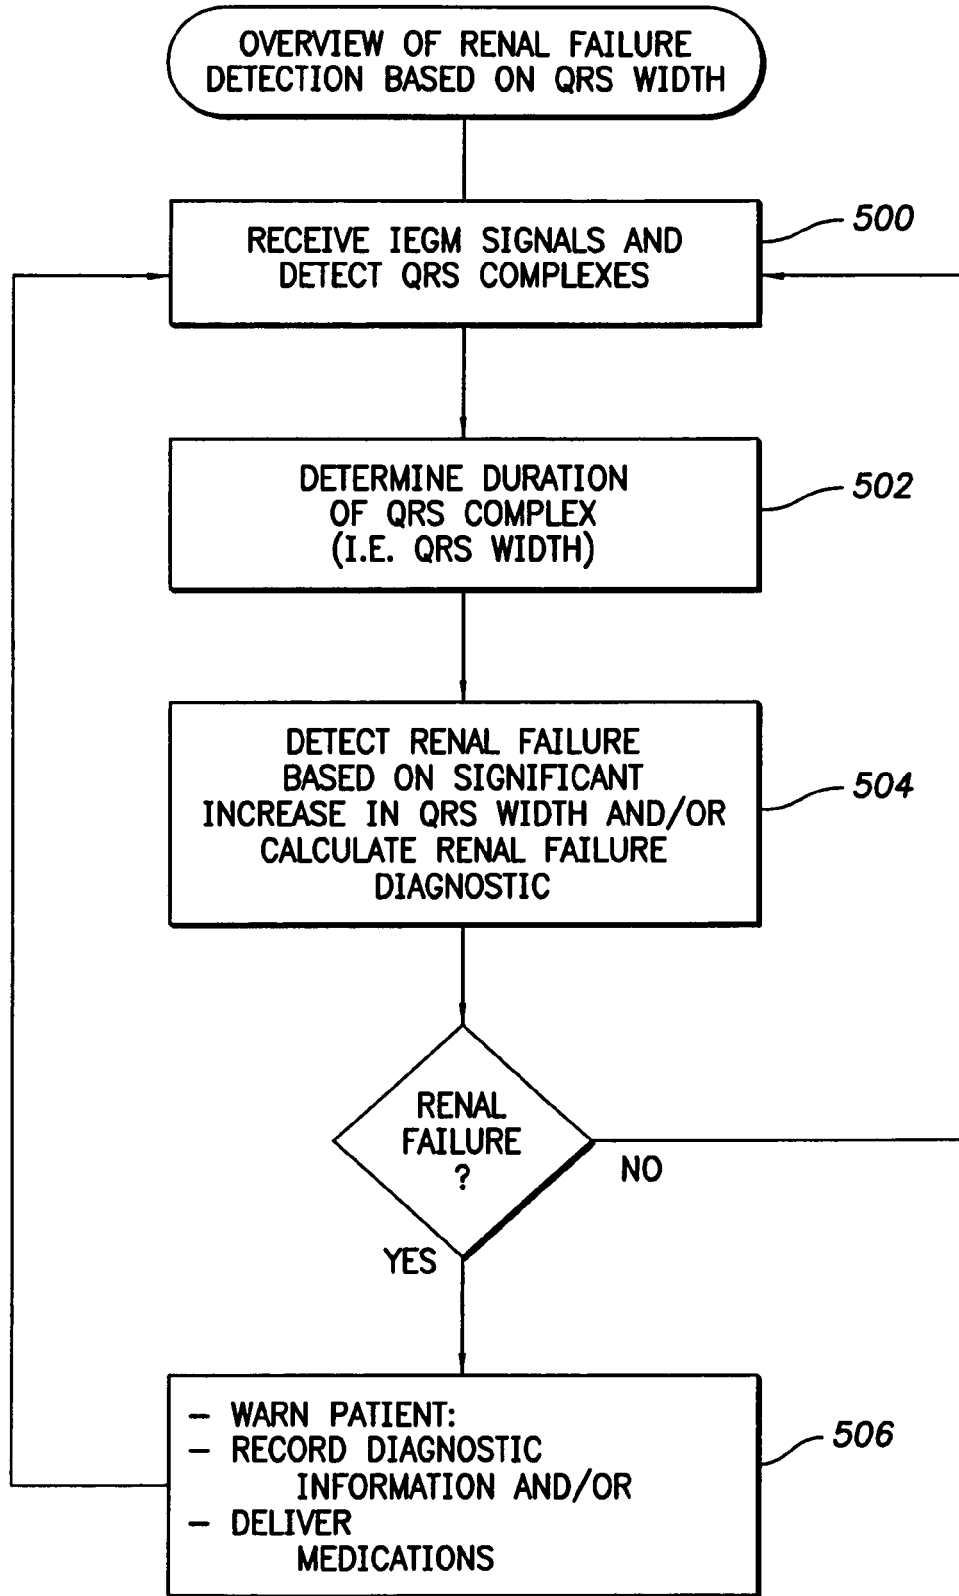 OVERVIEW OF RENAL FAILURE
DETECTION BASED ON QRS WIDTH
RECEIVE IEGM SIGNALS AND
DETECT QRS COMPLEXES
500
DETERMINE DURATION
OF QRS COMPLEX
(I.E. QRS WIDTH)
502
DETECT RENAL FAILURE
BASED ON SIGNIFICANT
INCREASE IN QRS WIDTH AND/OR
CALCULATE RENAL FAILURE
DIAGNOSTIC
504
RENAL
FAILURE
?
NO
YES
– WARN PATIENT:
– RECORD DIAGNOSTIC
INFORMATION AND/OR
– DELIVER
MEDICATIONS
506